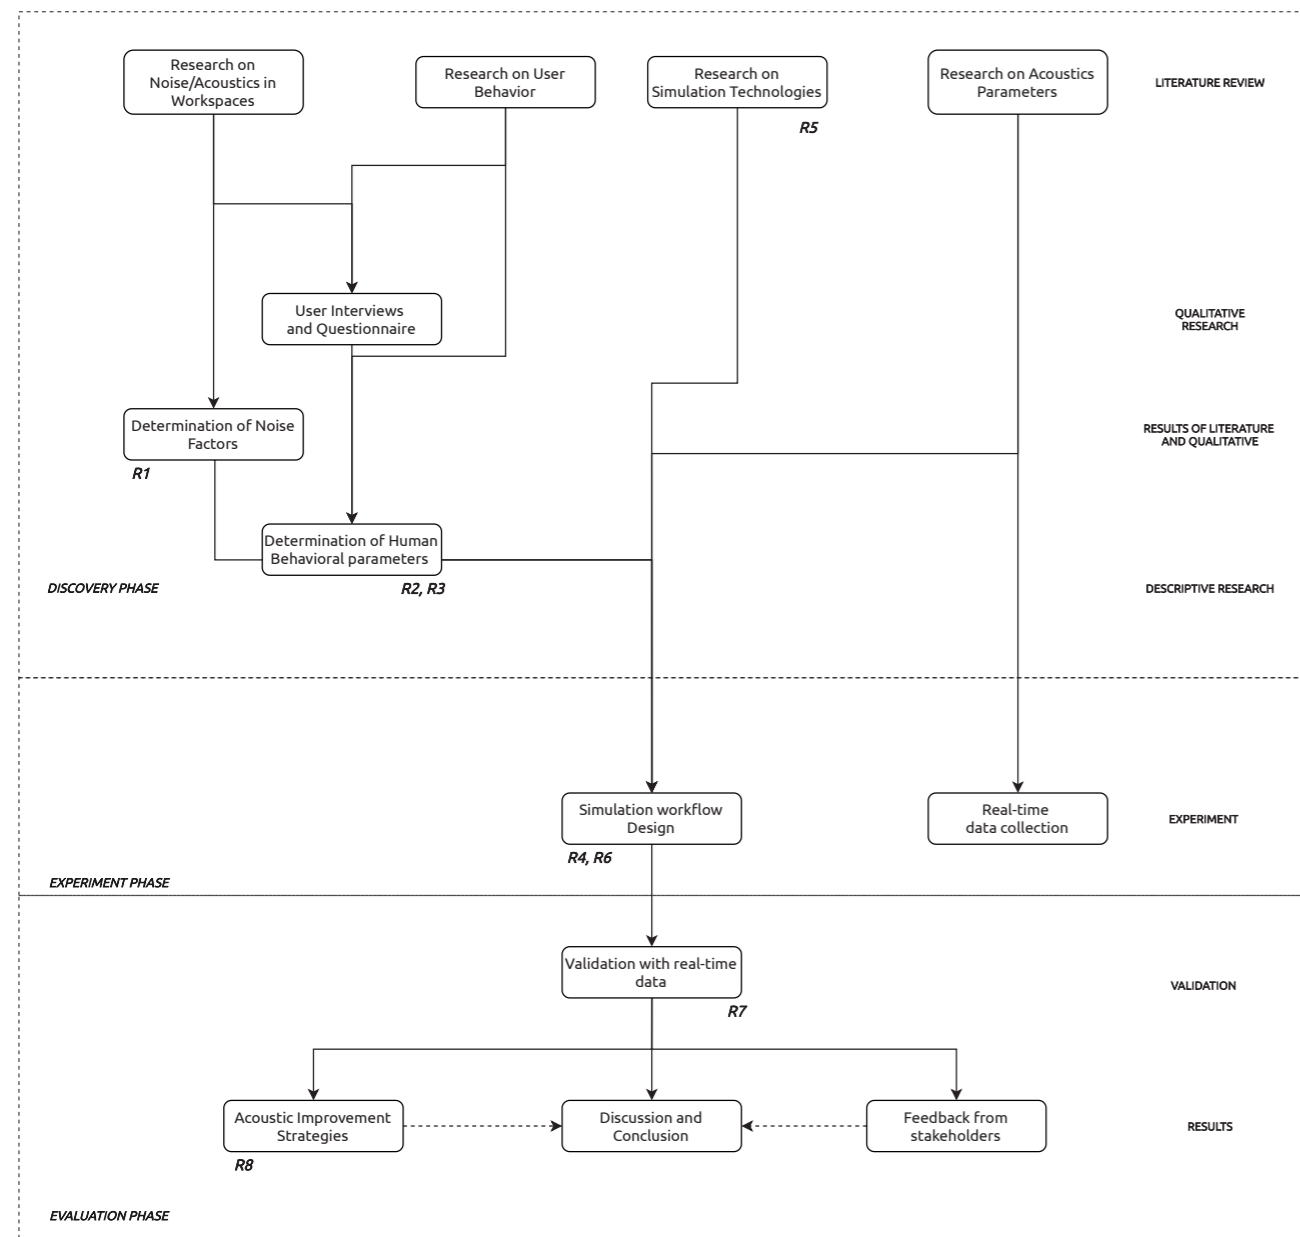 Research on
Noise/Acoustics in
Workspaces
Research on User
Behavior
Research on
Simulation Technologies
Research on Acoustics
Parameters
LITERATURE REVIEW
R5
User Interviews
and Questionnaire
QUALITATIVE
RESEARCH
Determination of Noise
Factors
RESULTS OF LITERATURE
AND QUALITATIVE
R1
Determination of Human
Behavioral parameters
DISCOVERY PHASE
R2, R3
DESCRIPTIVE RESEARCH
Simulation workflow
Design
Real-time
data collection
EXPERIMENT
R4, R6
EXPERIMENT PHASE
Validation with real-time
data
VALIDATION
R7
Acoustic Improvement
Strategies
Discussion and
Conclusion
Feedback from
stakeholders
RESULTS
R8
EVALUATION PHASE